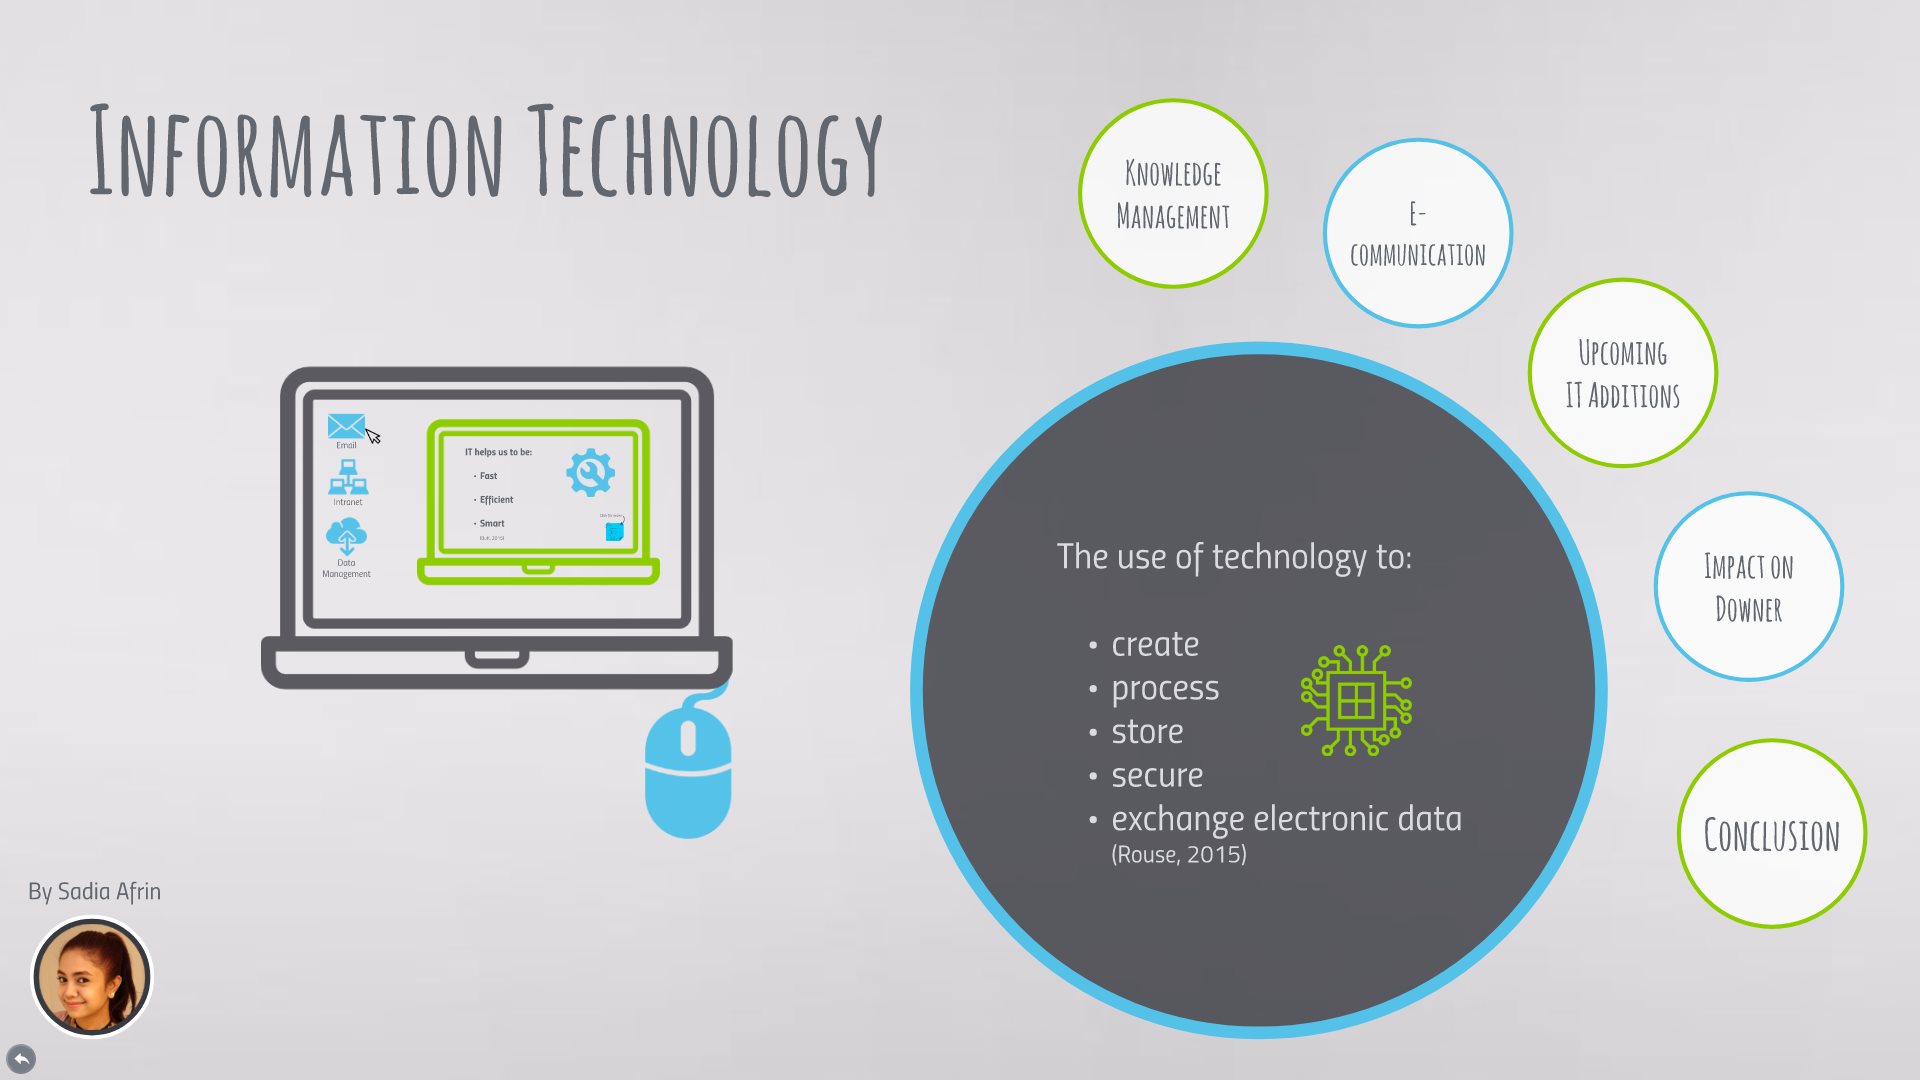 Information Technology
Knowledge
Management
E-
communication
Upcoming
IT Additions
Impact on
Downer
Conclusion
Email
Intranet
Data
Management
IT helps us to be:
• Fast
• Efficient
• Smart
The use of technology to:
• create
• process
• store
• secure
• exchange electronic data
(Rouse, 2015)
By Sadia Afrin